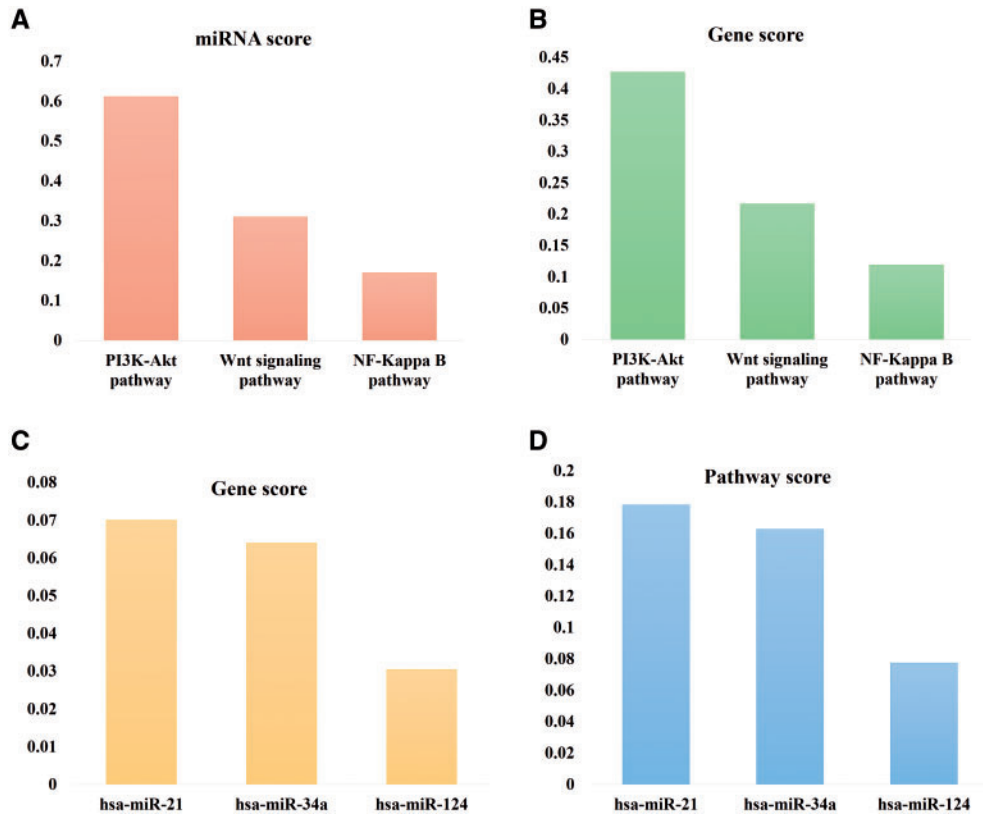 A
miRNA score
0.7
0.6
0.5
0.4
0.3
0.2
0.1
0
PI3K-Akt pathway
Wnt signaling pathway
NF-Kappa B pathway
B
Gene score
0.45
0.4
0.35
0.3
0.25
0.2
0.15
0.1
0.05
0
PI3K-Akt pathway
Wnt signaling pathway
NF-Kappa B pathway
C
Gene score
0.08
0.07
0.06
0.05
0.04
0.03
0.02
0.01
0
hsa-miR-21
hsa-miR-34a
hsa-miR-124
D
Pathway score
0.2
0.18
0.16
0.14
0.12
0.1
0.08
0.06
0.04
0.02
0
hsa-miR-21
hsa-miR-34a
hsa-miR-124